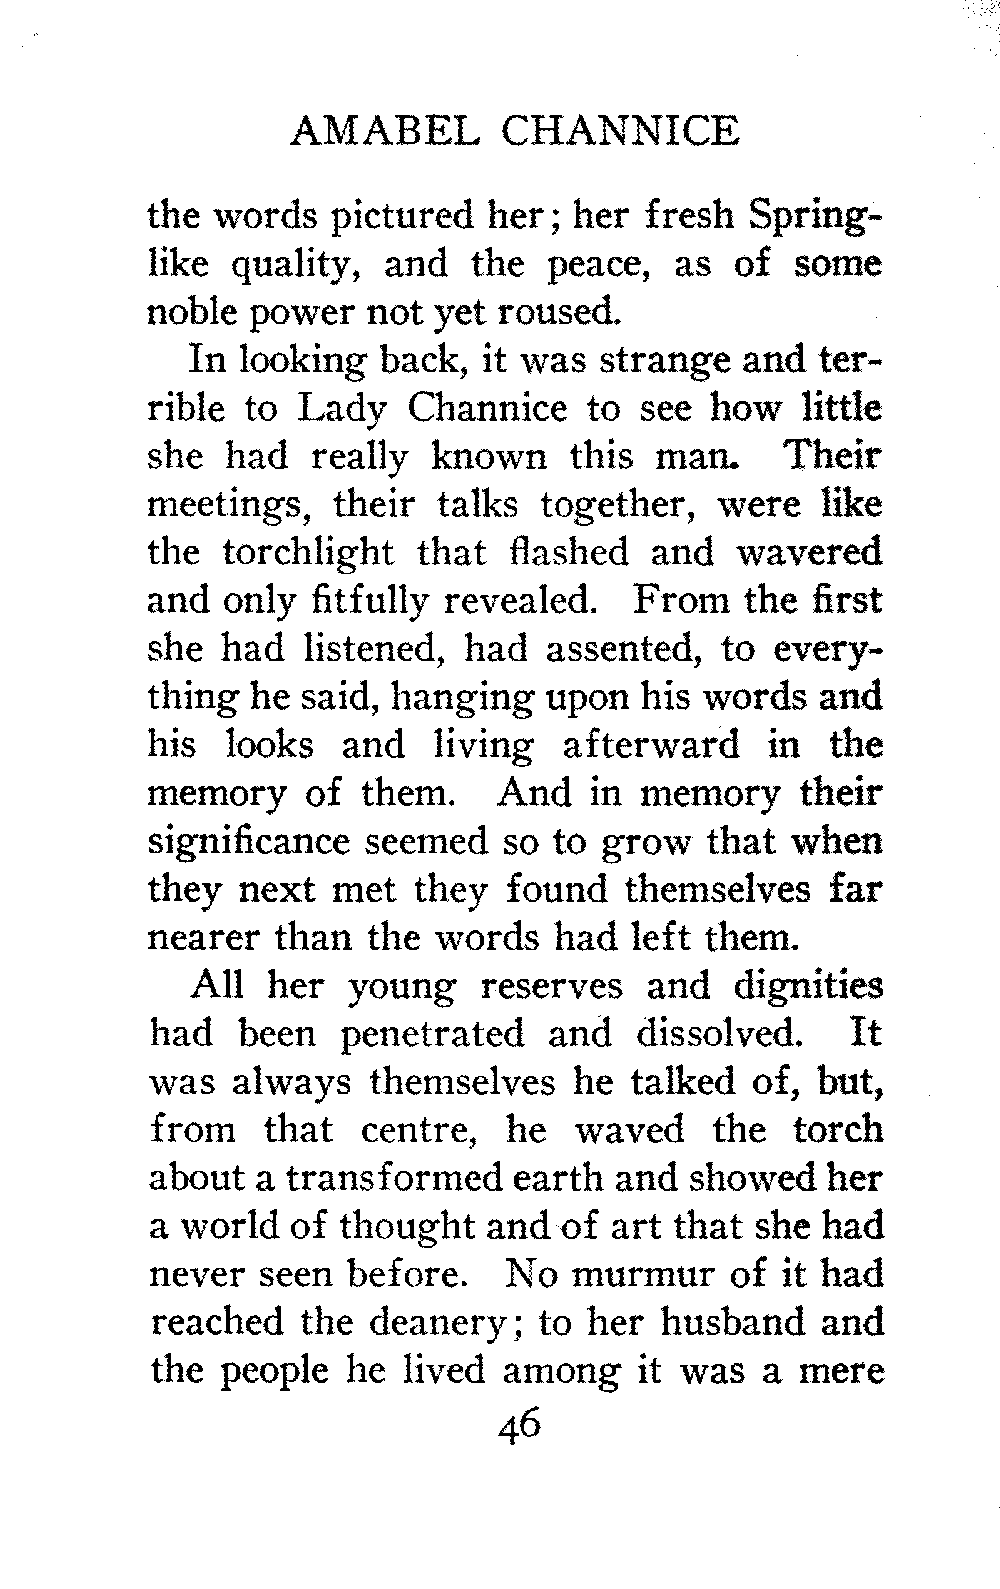 AMABEL CHANNICE
the words pictured her; her fresh Spring-
like quality, and the peace, as of some
noble power not yet roused.
In looking back, it was strange and ter-
rible to Lady Channice to see how little
she had really known this man. Their
meetings, their talks together, were like
the torchlight that flashed and wavered
and only fitfully revealed. From the first
she had listened, had assented, to every-
thing he said, hanging upon his words and
his looks and living afterward in the
memory of them. And in memory their
significance seemed so to grow that when
they next met they found themselves far
nearer than the words had left them.
All her young reserves and dignities
had been penetrated and dissolved. It
was always themselves he talked of, but,
from that centre, he waved the torch
about a transformed earth and showed her
a world of thought and of art that she had
never seen before. No murmur of it had
reached the deanery; to her husband and
the people he lived among it was a mere
46